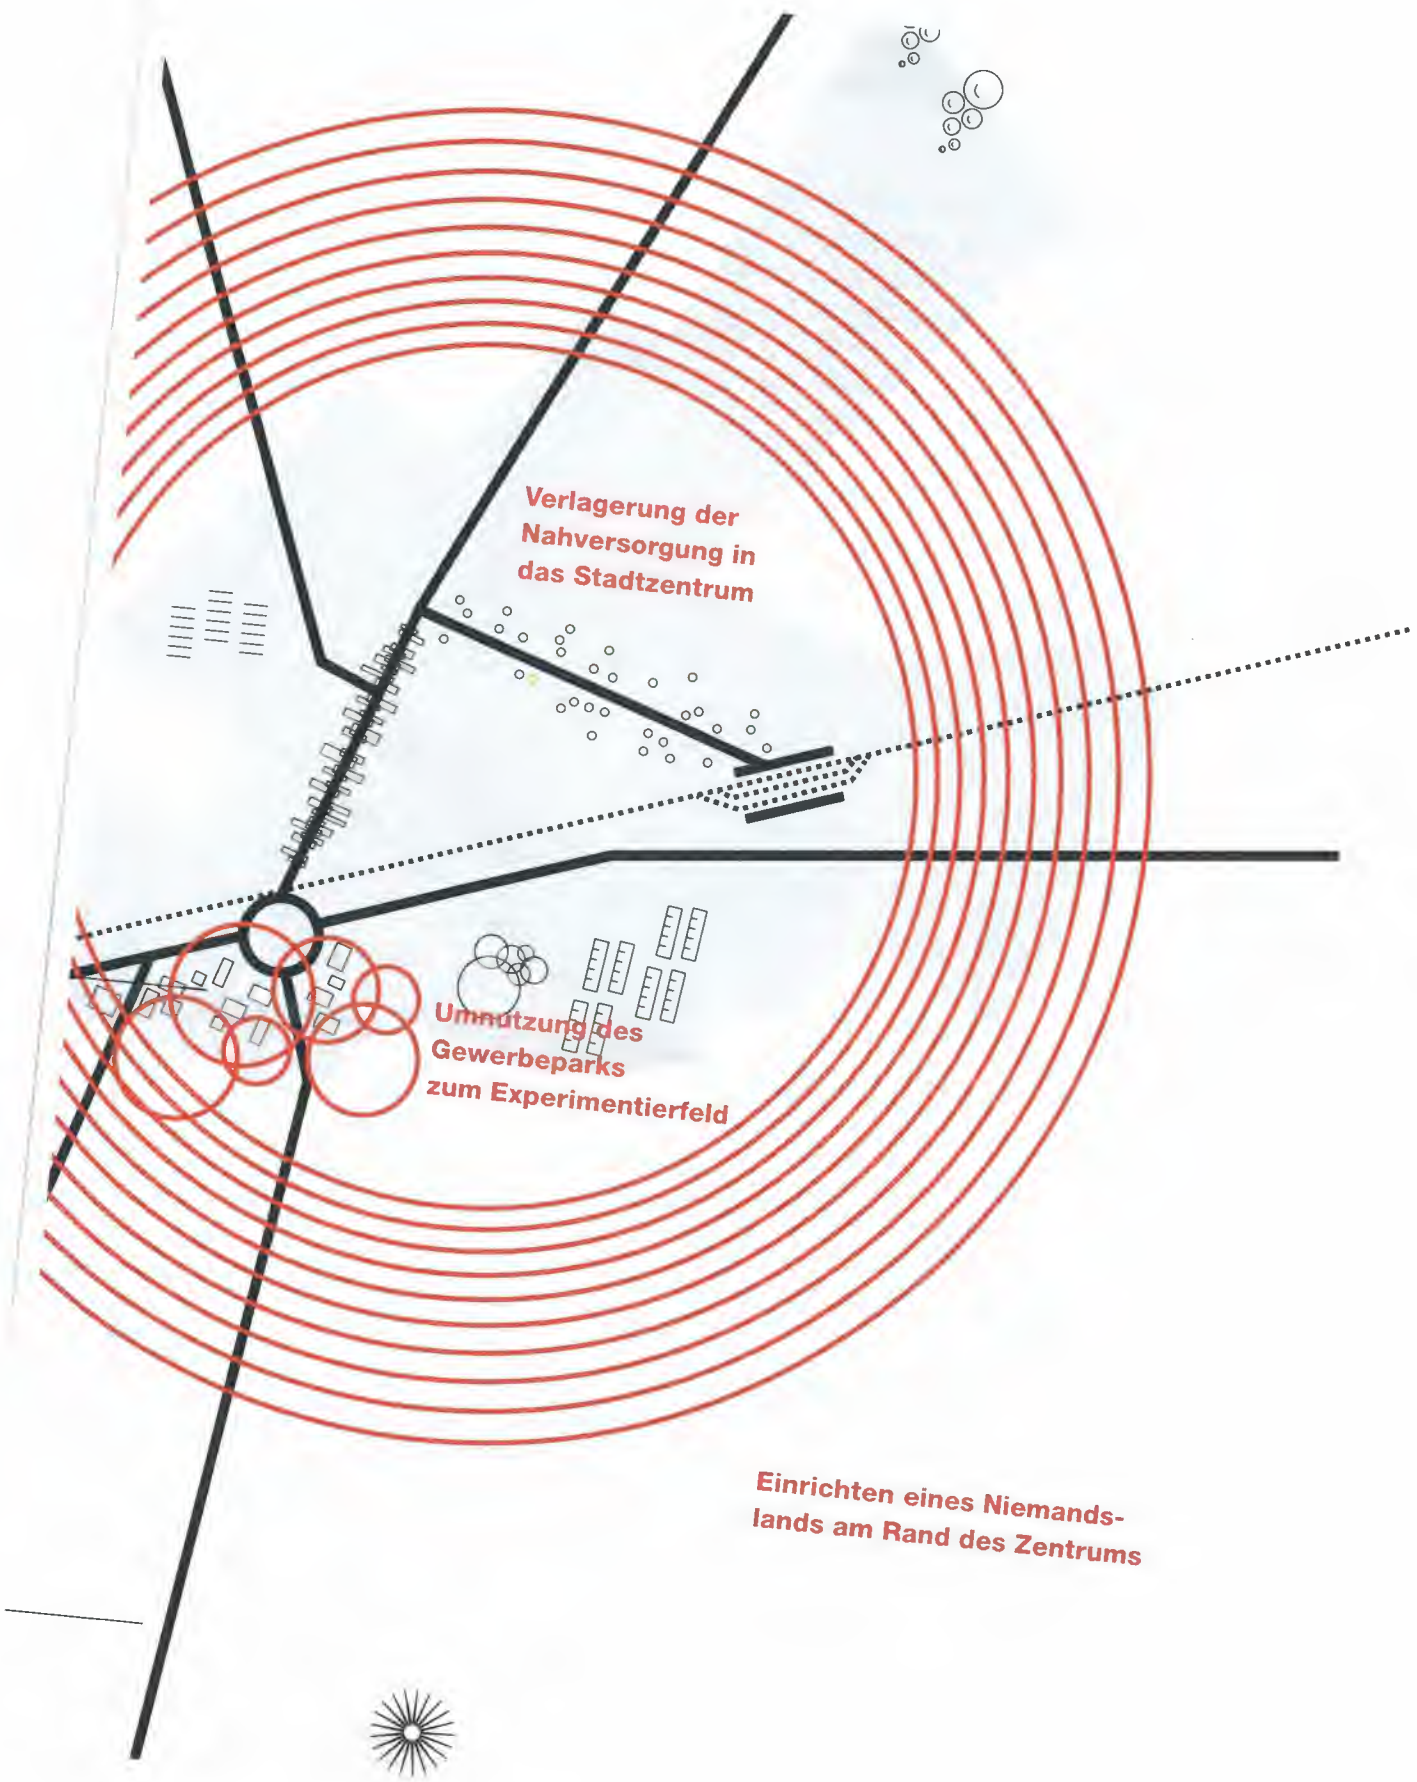 Verlagerung der
Nahversorgung in
das Stadtzentrum
Umnutzung des
Gewerbeparks
zum Experimentierfeld
Einrichten eines Niemands-
lands am Rand des Zentrums